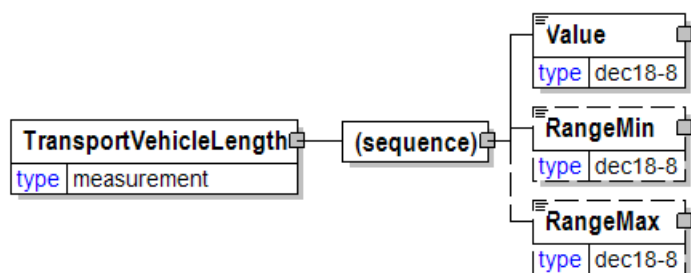 Value
type dec18-8
TransportVehicleLength
type measurement
(sequence)
RangeMin
type dec18-8
RangeMax
type dec18-8